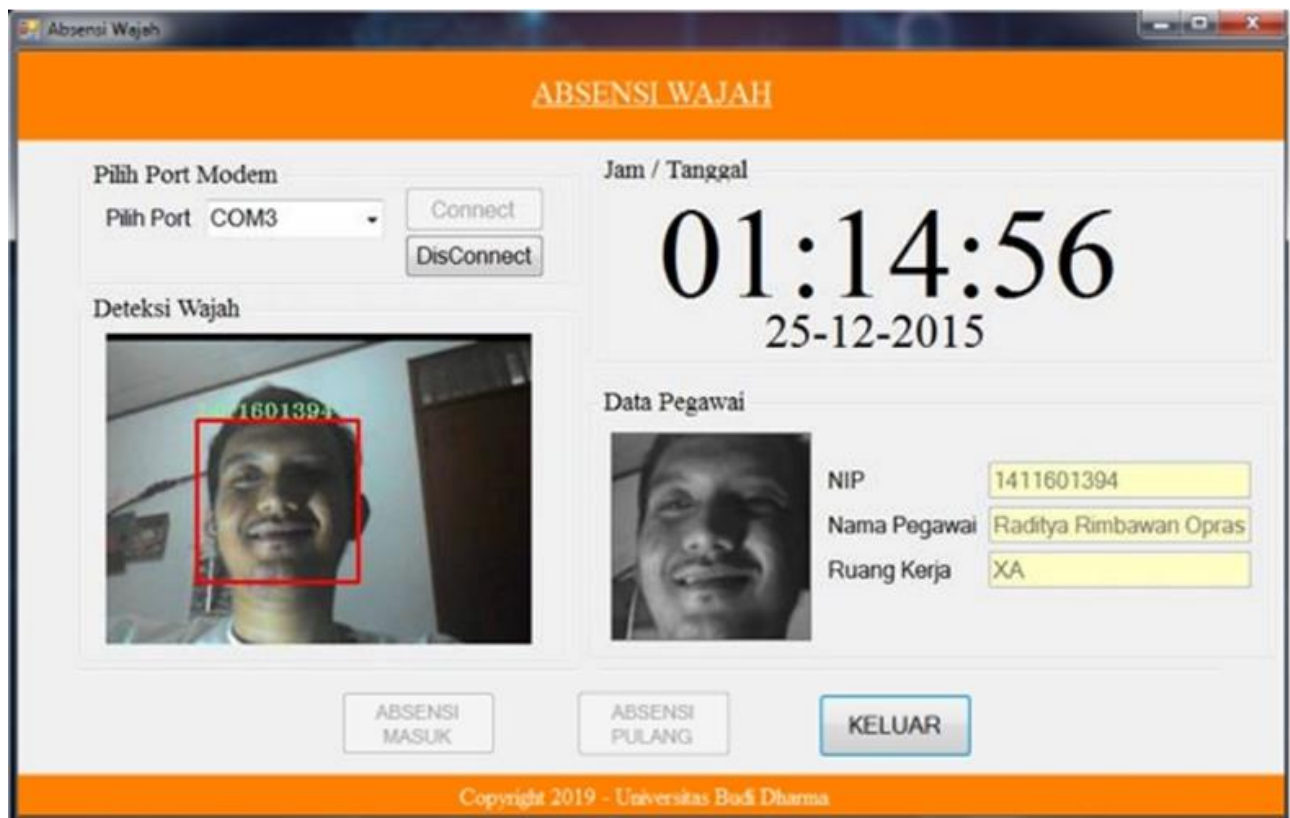 Absensi Wajah
ABSENSI WAJAH
Pilih Port Modem
Pilih Port COM3
Connect
DisConnect
Deteksi Wajah
1411601394
Jam / Tanggal
01:14:56
25-12-2015
Data Pegawai
NIP 1411601394
Nama Pegawai Raditya Rimbawan Opras
Ruang Kerja XA
ABSENSI
MASUK
ABSENSI
PULANG
KELUAR
Copyright 2019 - Universitas Budi Dharma